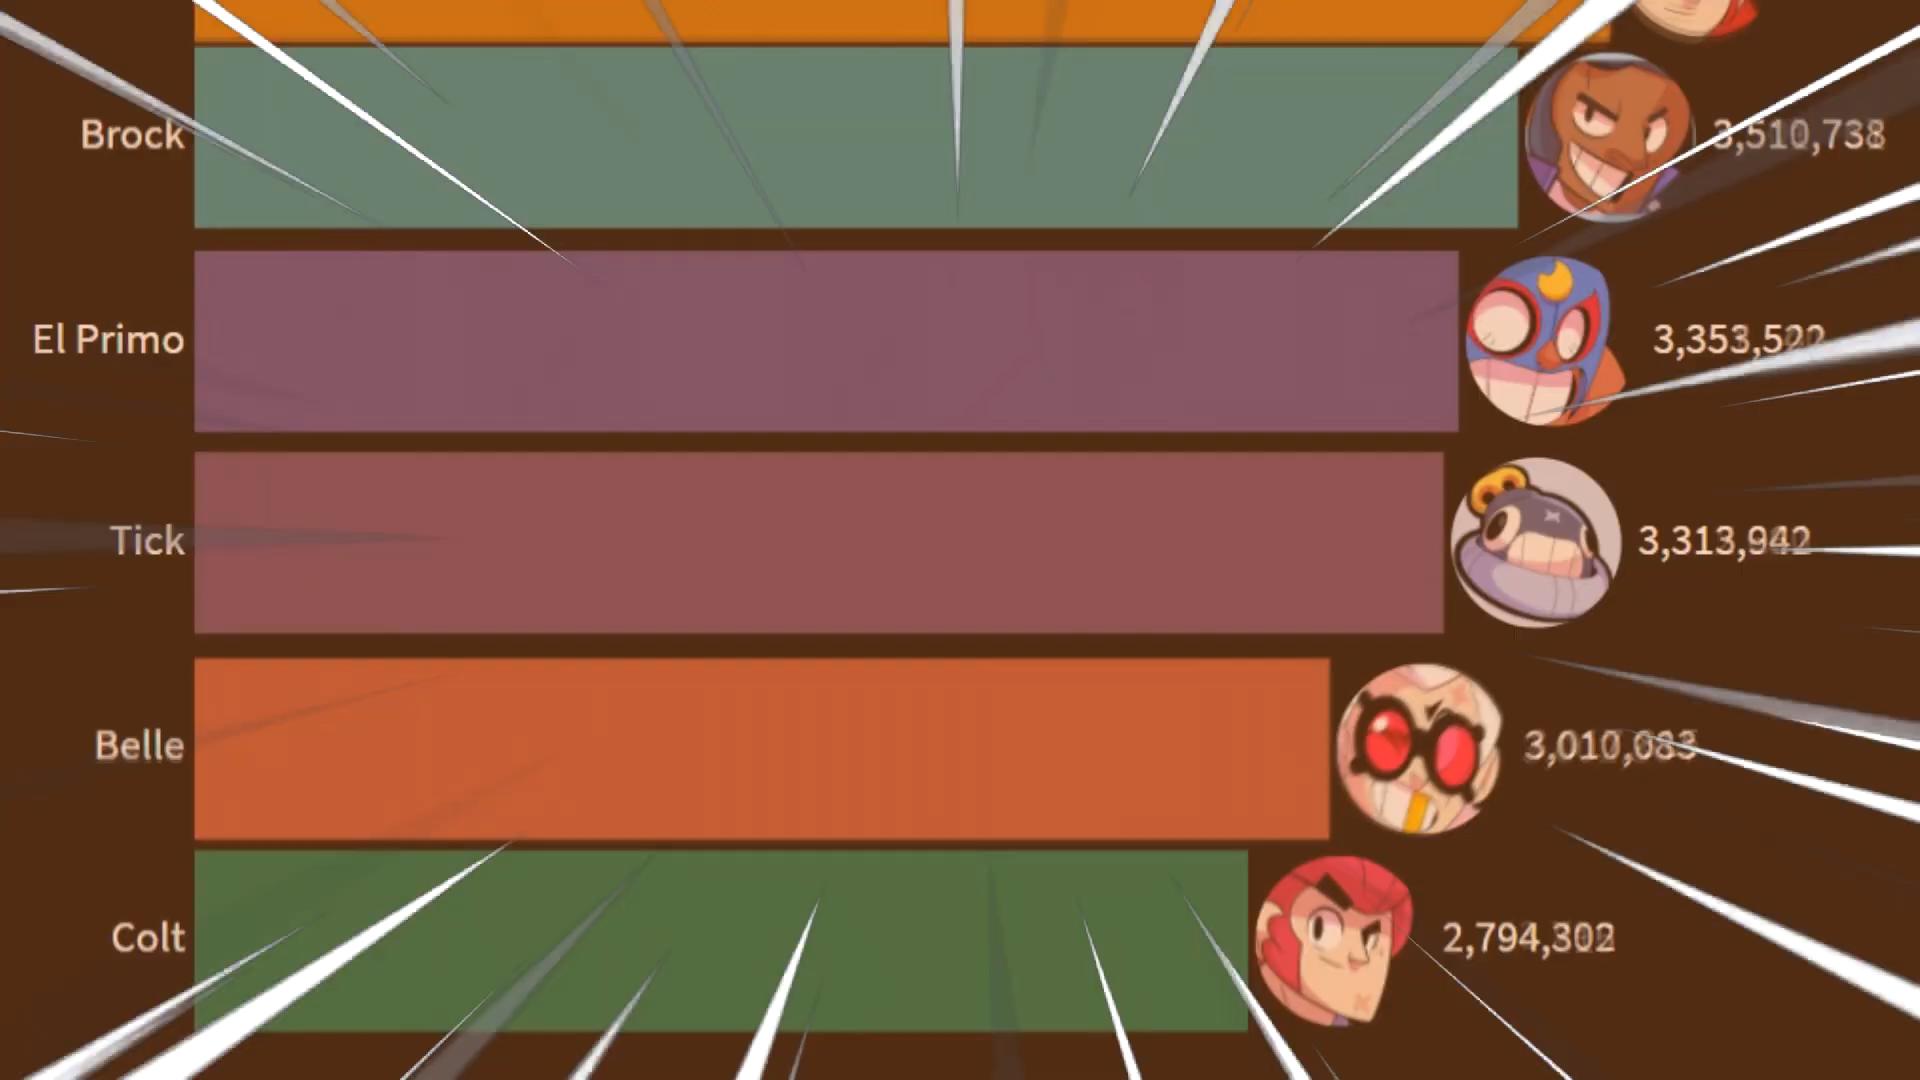 Brock 3,510,738
El Primo 3,353,522
Tick 3,313,942
Belle 3,010,083
Colt 2,794,302